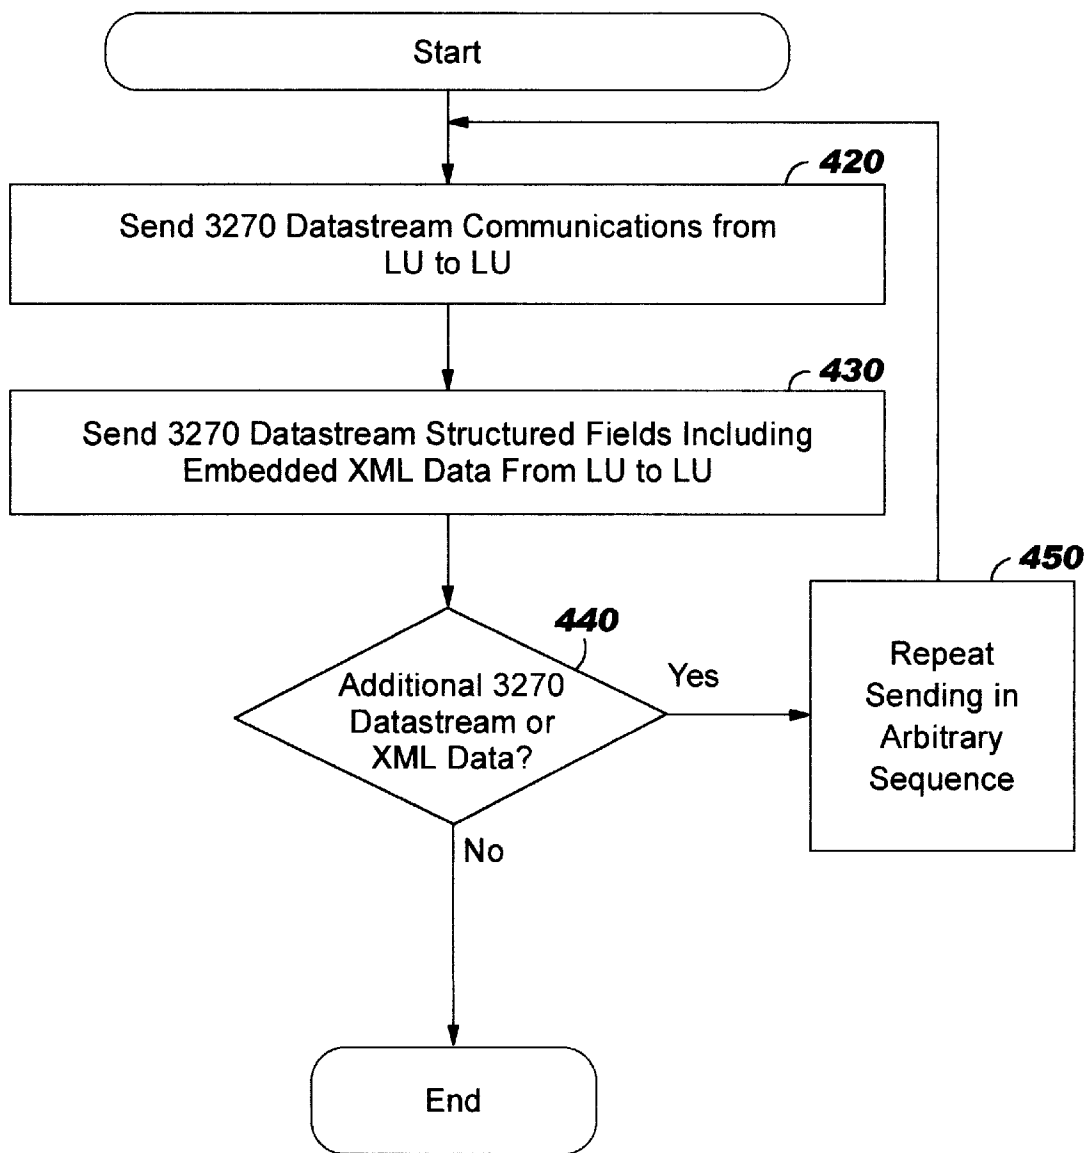 Start
420
Send 3270 Datastream Communications from
LU to LU
430
Send 3270 Datastream Structured Fields Including
Embedded XML Data From LU to LU
440
Additional 3270
Datastream or
XML Data?
Yes
450
Repeat
Sending in
Arbitrary
Sequence
No
End